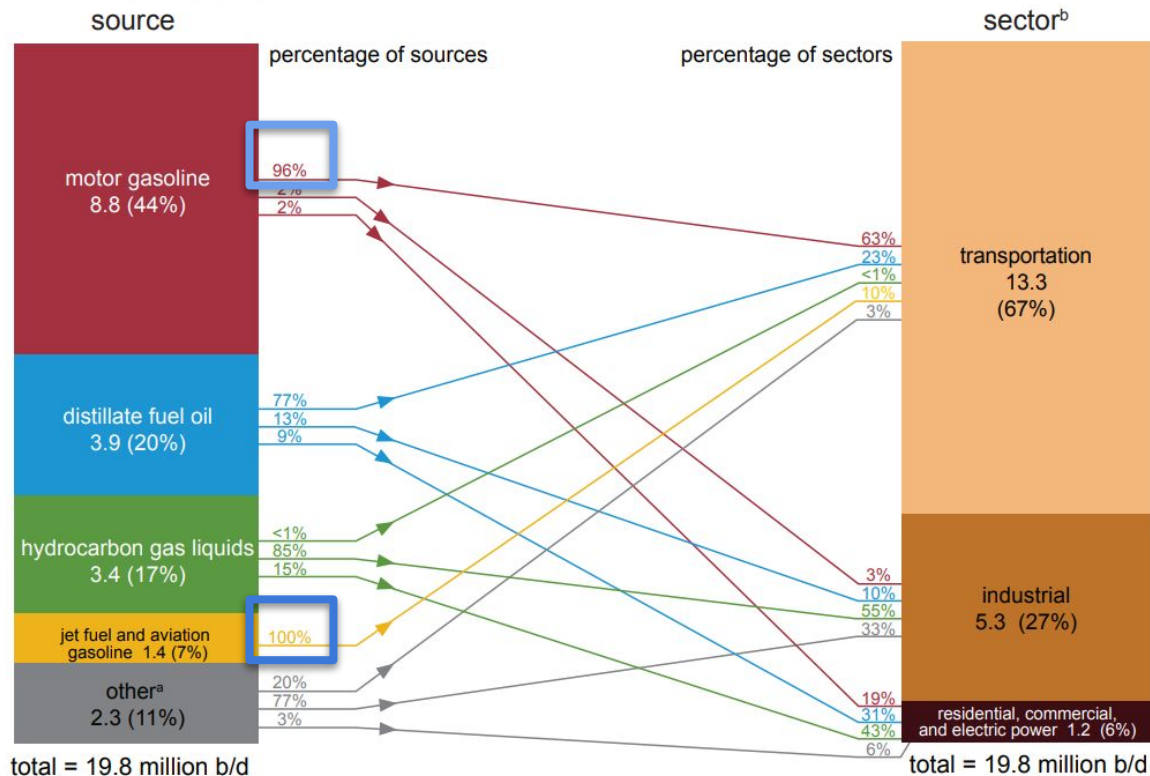 source
percentage of sources
motor gasoline
8.8 (44%)
96%
2%
2%
distillate fuel oil
3.9 (20%)
77%
13%
9%
hydrocarbon gas liquids
3.4 (17%)
<1%
85%
15%
jet fuel and aviation
gasoline 1.4 (7%)
100%
otherᵃ
2.3 (11%)
20%
77%
3%
total = 19.8 million b/d
sectorᵇ
percentage of sectors
63%
23%
<1%
10%
3%
transportation
13.3
(67%)
3%
10%
55%
33%
industrial
5.3 (27%)
19%
31%
43%
6%
residential, commercial,
and electric power 1.2 (6%)
total = 19.8 million b/d